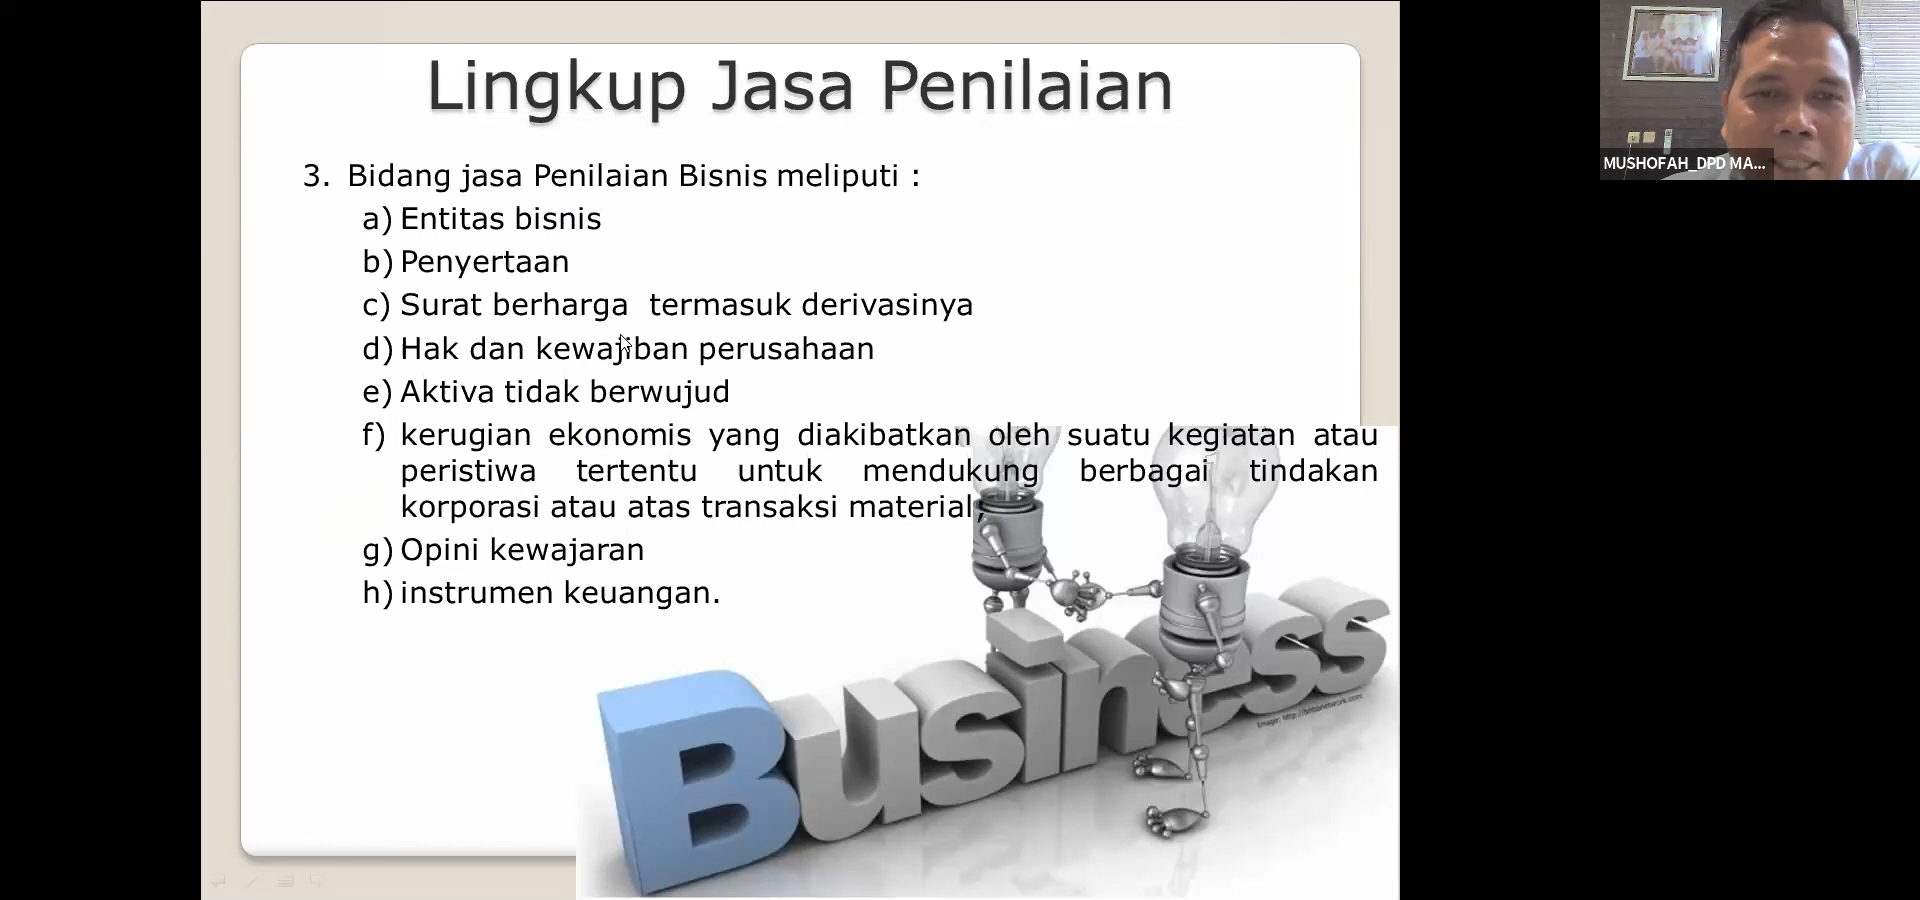 Lingkup Jasa Penilaian
3. Bidang jasa Penilaian Bisnis meliputi :
a) Entitas bisnis
b) Penyertaan
c) Surat berharga  termasuk derivasinya
d) Hak dan kewajiban perusahaan
e) Aktiva tidak berwujud
f) kerugian ekonomis yang diakibatkan oleh suatu kegiatan atau
peristiwa tertentu untuk mendukung berbagai tindakan
korporasi atau atas transaksi material,
g) Opini kewajaran
h) instrumen keuangan.
Business
MUSHOFAH_DPD MA...